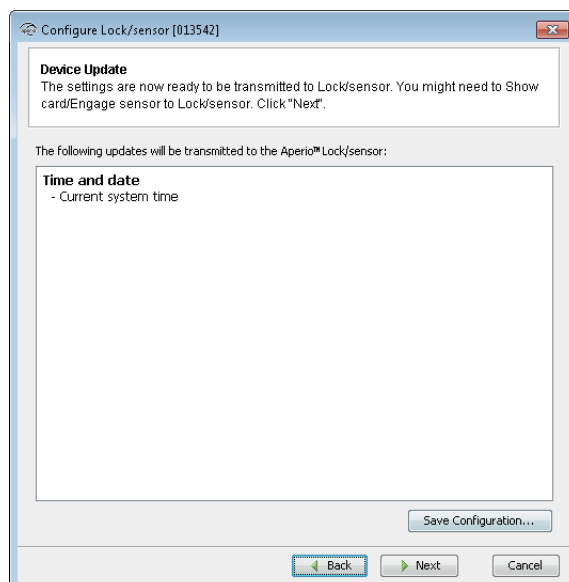 Configure Lock/sensor [013542]
Device Update
The settings are now ready to be transmitted to Lock/sensor. You might need to Show
card/Engage sensor to Lock/sensor. Click "Next".
The following updates will be transmitted to the Aperio™ Lock/sensor:
Time and date
- Current system time
Save Configuration...
Back
Next
Cancel